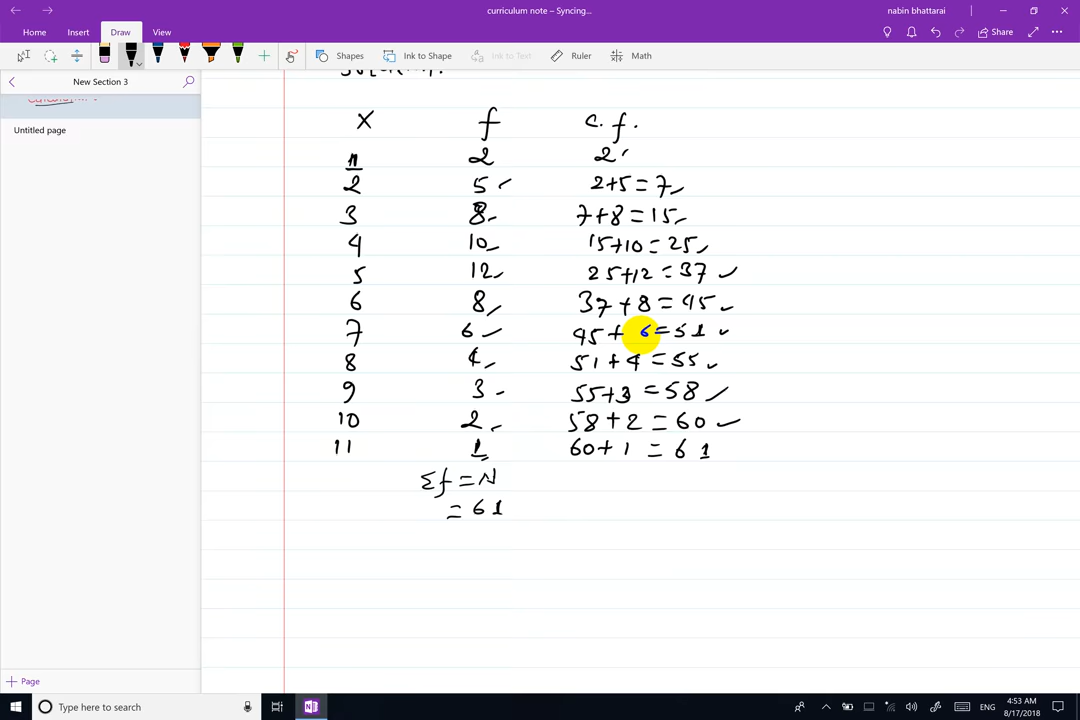 curriculum note – Syncing...
nabin bhattarai
Home Insert Draw View
Share
Shapes Ink to Shape Ink to Text Ruler Math
New Section 3
Untitled page
X f c.f.
1 2 2
2 5 2+5=7
3 8 7+8=15
4 10 15+10=25
5 12 25+12=37
6 8 37+8=45
7 6 45+6=51
8 4 51+4=55
9 3 55+3=58
10 2 58+2=60
11 1 60+1=61
Σf=N
=61
Page
Type here to search
ENG
4:53 AM
8/17/2018